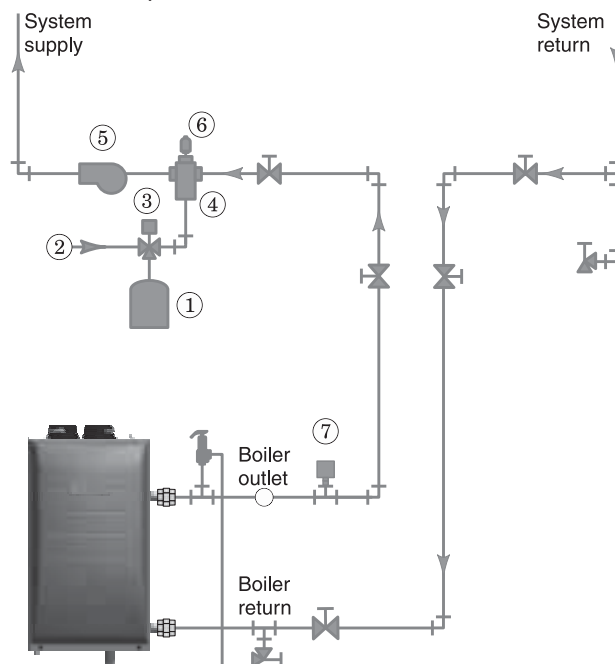 System
supply
System
return
⑤
⑥
③
④
②
①
⑦
Boiler
outlet
Boiler
return